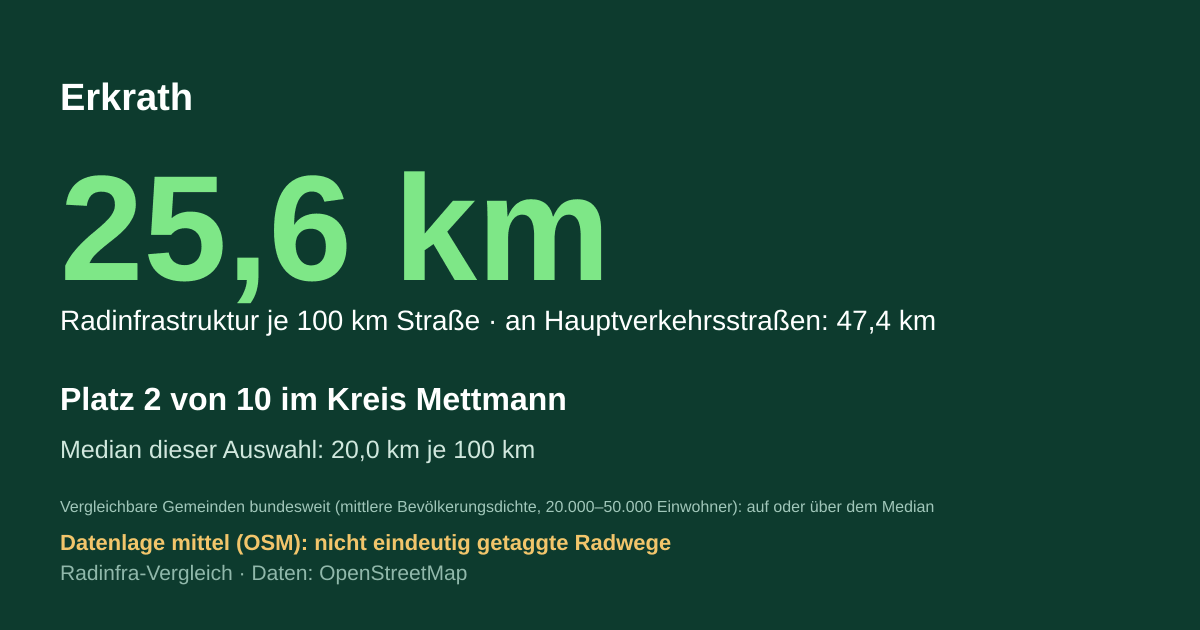 Erkrath
25,6 km
Radinfrastruktur je 100 km Straße · an Hauptverkehrsstraßen: 47,4 km
Platz 2 von 10 im Kreis Mettmann
Median dieser Auswahl: 20,0 km je 100 km
Vergleichbare Gemeinden bundesweit (mittlere Bevölkerungsdichte, 20.000–50.000 Einwohner): auf oder über dem Median
Datenlage mittel (OSM): nicht eindeutig getaggte Radwege
Radinfra-Vergleich · Daten: OpenStreetMap